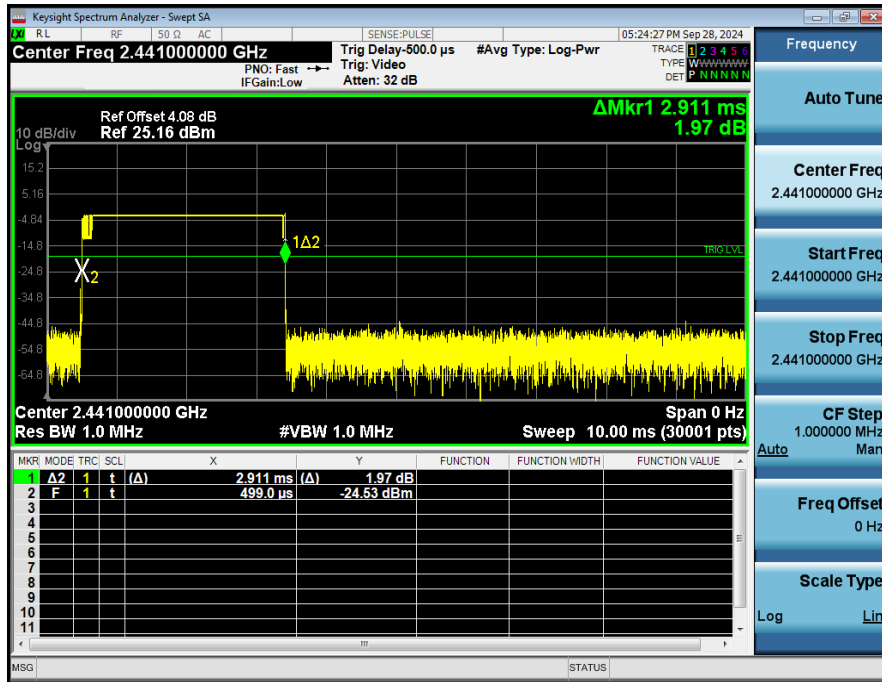 Keysight Spectrum Analyzer - Swept SA
LXI RL RF 50 Ω AC SENSE:PULSE 05:24:27 PM Sep 28, 2024
Center Freq 2.441000000 GHz
PNO: Fast
IFGain:Low
Trig Delay-500.0 µs
Trig: Video
Atten: 32 dB
#Avg Type: Log-Pwr
TRACE 1 2 3 4 5 6
TYPE WWWWWW
DET P N N N N N
ΔMkr1 2.911 ms
1.97 dB
Ref Offset 4.08 dB
10 dB/div Ref 25.16 dBm
Log
15.2
5.16
-4.84
-14.8
-24.8
-34.8
-44.8
-54.8
-64.8
1Δ2
TRIG LVL
2
Center 2.441000000 GHz Span 0 Hz
Res BW 1.0 MHz #VBW 1.0 MHz Sweep 10.00 ms (30001 pts)
MKR MODE TRC SCL X Y FUNCTION FUNCTION WIDTH FUNCTION VALUE
1 Δ2 1 t (Δ) 2.911 ms (Δ) 1.97 dB
2 F 1 t 499.0 µs -24.53 dBm
3
4
5
6
7
8
9
10
11
MSG STATUS
Frequency
Auto Tune
Center Freq
2.441000000 GHz
Start Freq
2.441000000 GHz
Stop Freq
2.441000000 GHz
CF Step
1.000000 MHz
Auto Man
Freq Offset
0 Hz
Scale Type
Log Lin